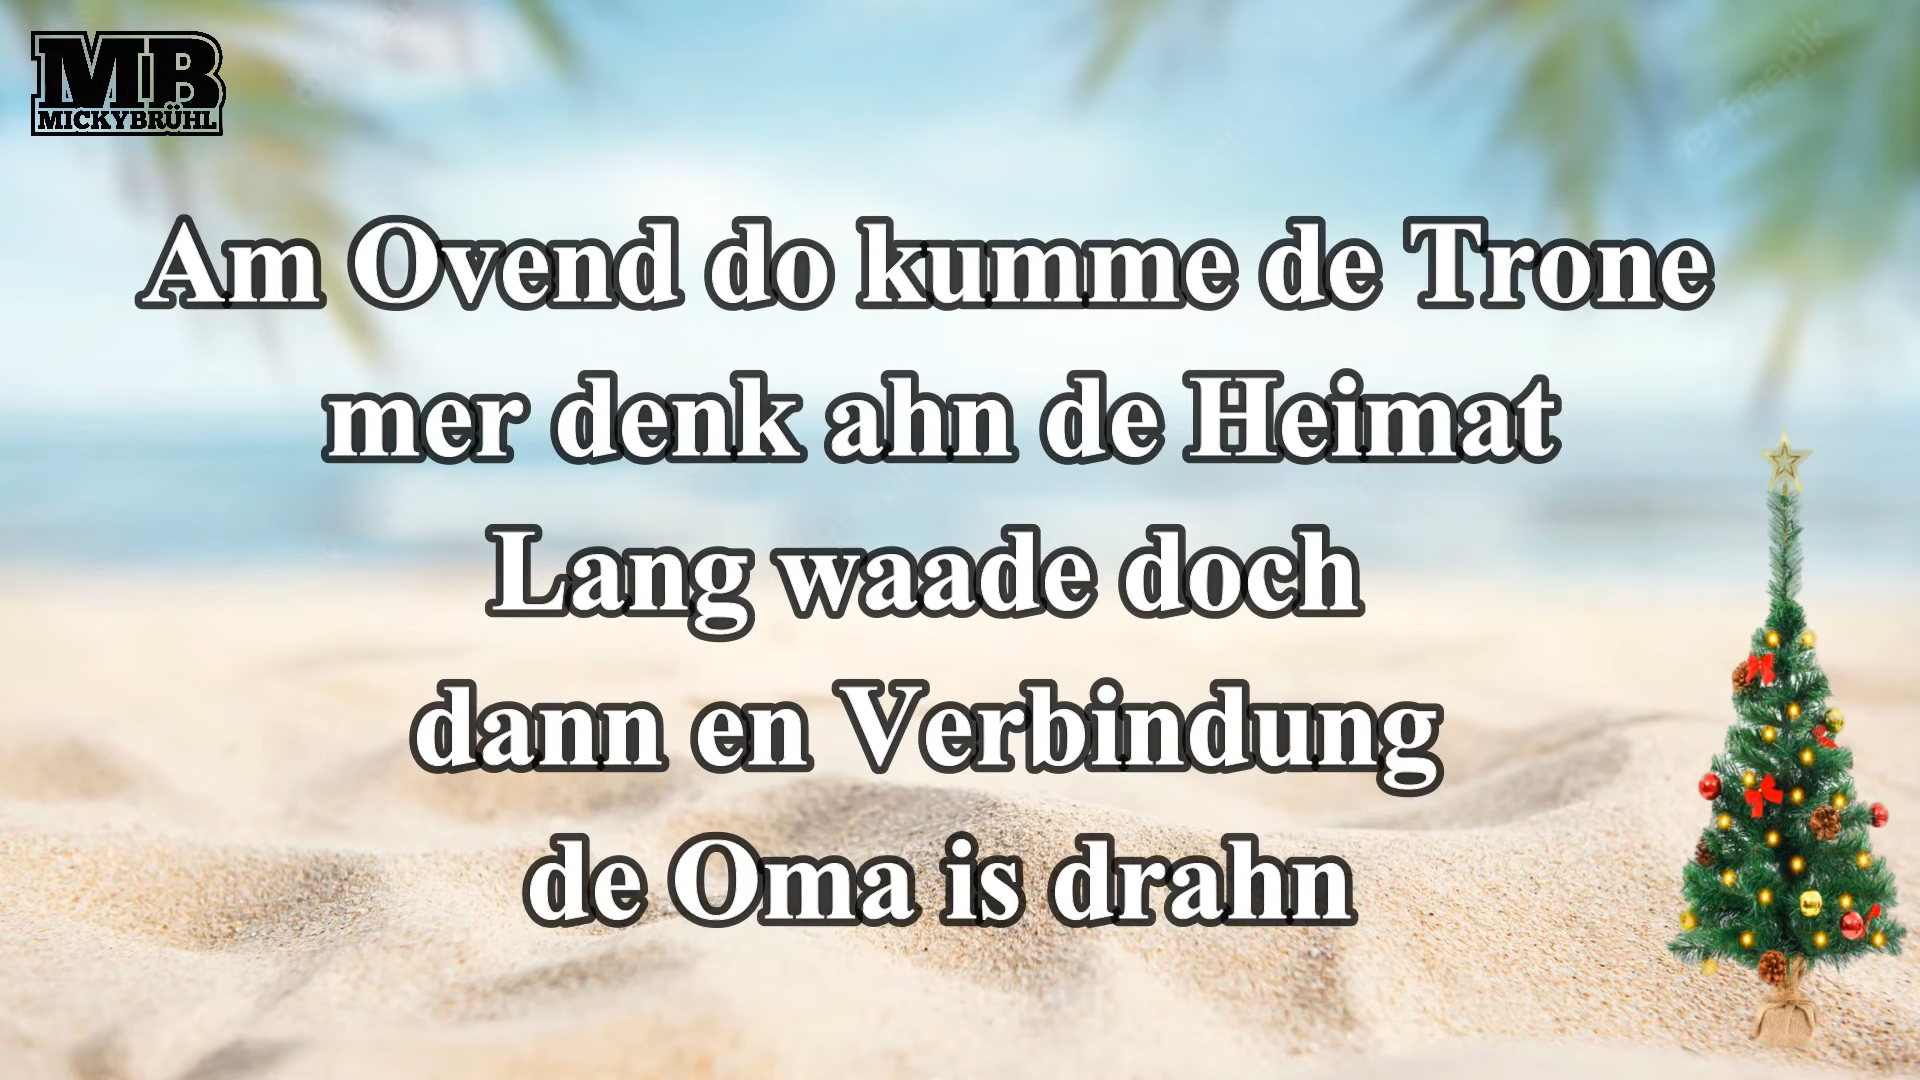 MB
MICKYBRÜHL
Am Ovend do kumme de Trone
mer denk ahn de Heimat
Lang waade doch
dann en Verbindung
de Oma is drahn
freepik